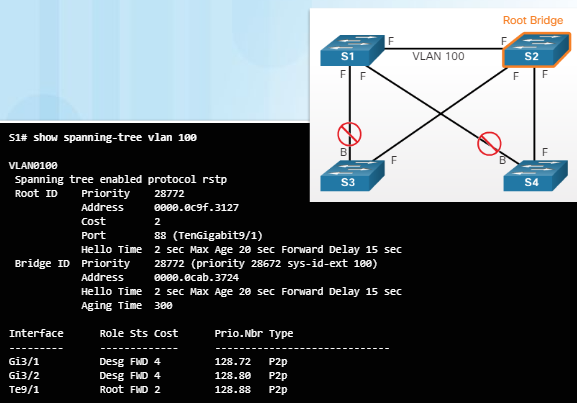 Root Bridge
F
F
S1
VLAN 100
S2
F
F
F
F
B
F
B
F
S3
S4
S1# show spanning-tree vlan 100
VLAN0100
Spanning tree enabled protocol rstp
Root ID Priority 28772
Address 0000.0c9f.3127
Cost 2
Port 88 (TenGigabit9/1)
Hello Time 2 sec Max Age 20 sec Forward Delay 15 sec
Bridge ID Priority 28772 (priority 28672 sys-id-ext 100)
Address 0000.0cab.3724
Hello Time 2 sec Max Age 20 sec Forward Delay 15 sec
Aging Time 300
Interface Role Sts Cost Prio.Nbr Type
--------- ------------- ------------------------------
Gi3/1 Desg FWD 4 128.72 P2p
Gi3/2 Desg FWD 4 128.80 P2p
Te9/1 Root FWD 2 128.88 P2p